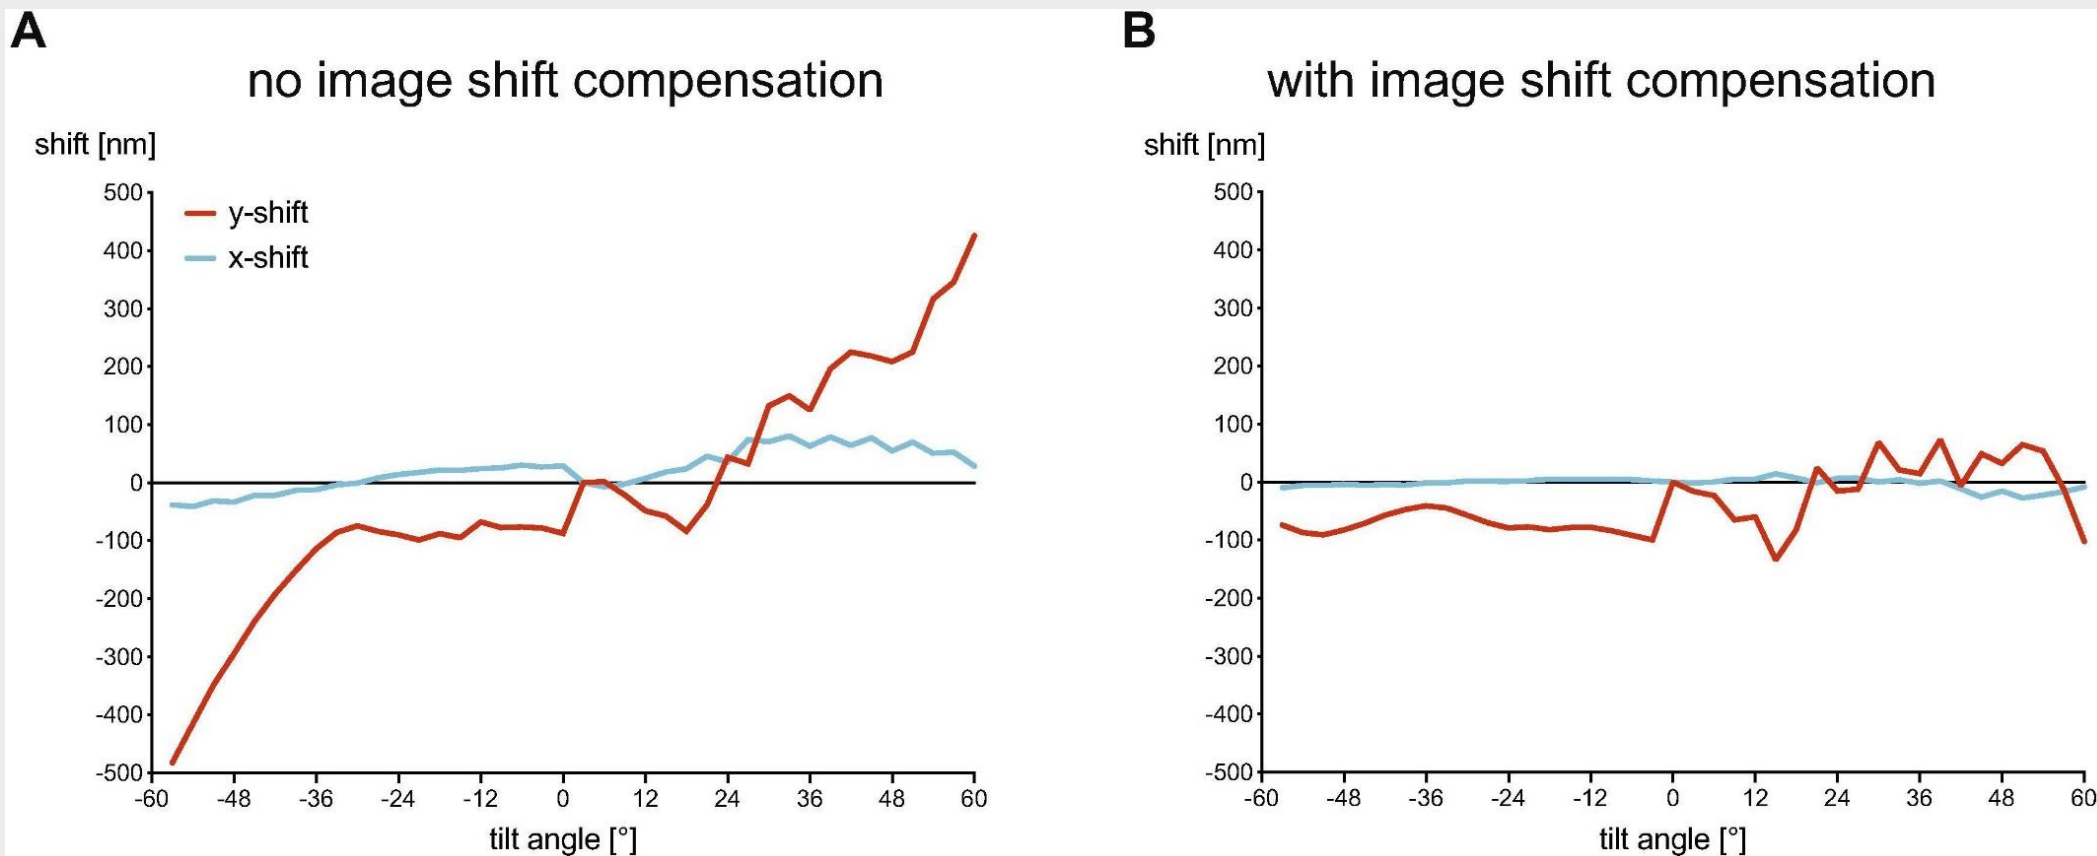 A
no image shift compensation
shift [nm]
500
400
300
200
100
0
-100
-200
-300
-400
-500
y-shift
x-shift
-60 -48 -36 -24 -12 0 12 24 36 48 60
tilt angle [°]
B
with image shift compensation
shift [nm]
500
400
300
200
100
0
-100
-200
-300
-400
-500
-60 -48 -36 -24 -12 0 12 24 36 48 60
tilt angle [°]